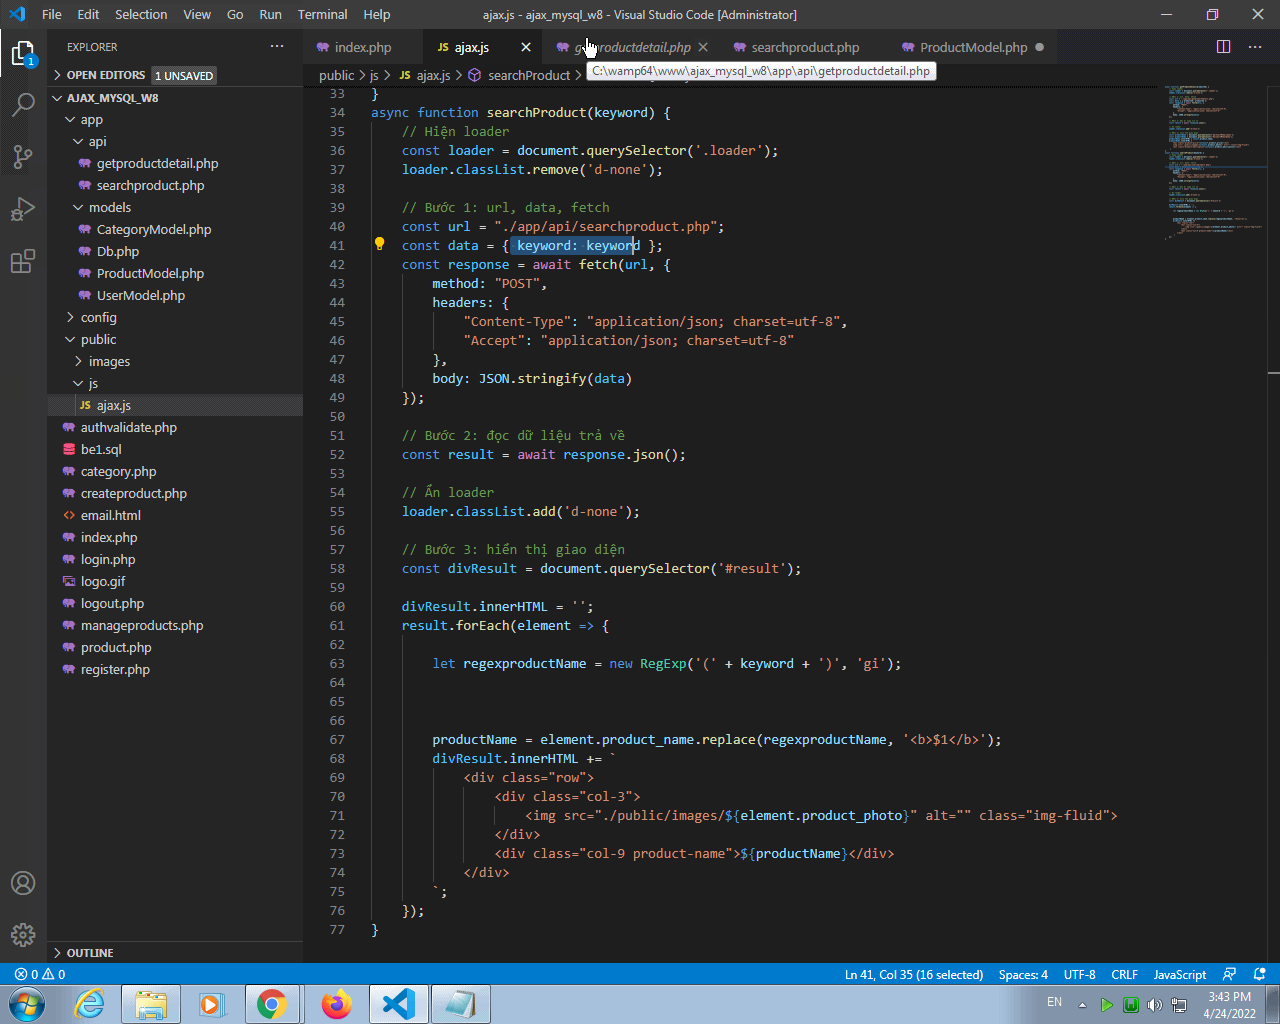 File Edit Selection View Go Run Terminal Help
ajax.js - ajax_mysql_w8 - Visual Studio Code [Administrator]
EXPLORER
index.php
JS ajax.js
getproductdetail.php
searchproduct.php
ProductModel.php
C:\wamp64\www\ajax_mysql_w8\app\api\getproductdetail.php
public > js > JS ajax.js > searchProduct >
1
OPEN EDITORS 1 UNSAVED
AJAX_MYSQL_W8
app
api
getproductdetail.php
searchproduct.php
models
CategoryModel.php
Db.php
ProductModel.php
UserModel.php
config
public
images
js
JS ajax.js
authvalidate.php
be1.sql
category.php
createproduct.php
email.html
index.php
login.php
logo.gif
logout.php
manageproducts.php
product.php
register.php
OUTLINE
33 }
34 async function searchProduct(keyword) {
35 // Hiện loader
36 const loader = document.querySelector('.loader');
37 loader.classList.remove('d-none');
38
39 // Bước 1: url, data, fetch
40 const url = "./app/api/searchproduct.php";
41 const data = { keyword: keyword };
42 const response = await fetch(url, {
43 method: "POST",
44 headers: {
45 "Content-Type": "application/json; charset=utf-8",
46 "Accept": "application/json; charset=utf-8"
47 },
48 body: JSON.stringify(data)
49 });
50
51 // Bước 2: đọc dữ liệu trả về
52 const result = await response.json();
53
54 // Ẩn loader
55 loader.classList.add('d-none');
56
57 // Bước 3: hiển thị giao diện
58 const divResult = document.querySelector('#result');
59
60 divResult.innerHTML = '';
61 result.forEach(element => {
62
63 let regexproductName = new RegExp('(' + keyword + ')', 'gi');
64
65
66
67 productName = element.product_name.replace(regexproductName, '<b>$1</b>');
68 divResult.innerHTML += `
69 <div class="row">
70 <div class="col-3">
71 <img src="./public/images/${element.product_photo}" alt="" class="img-fluid">
72 </div>
73 <div class="col-9 product-name">${productName}</div>
74 </div>
75 `;
76 });
77 }
0 0
Ln 41, Col 35 (16 selected) Spaces: 4 UTF-8 CRLF JavaScript
EN
3:43 PM
4/24/2022